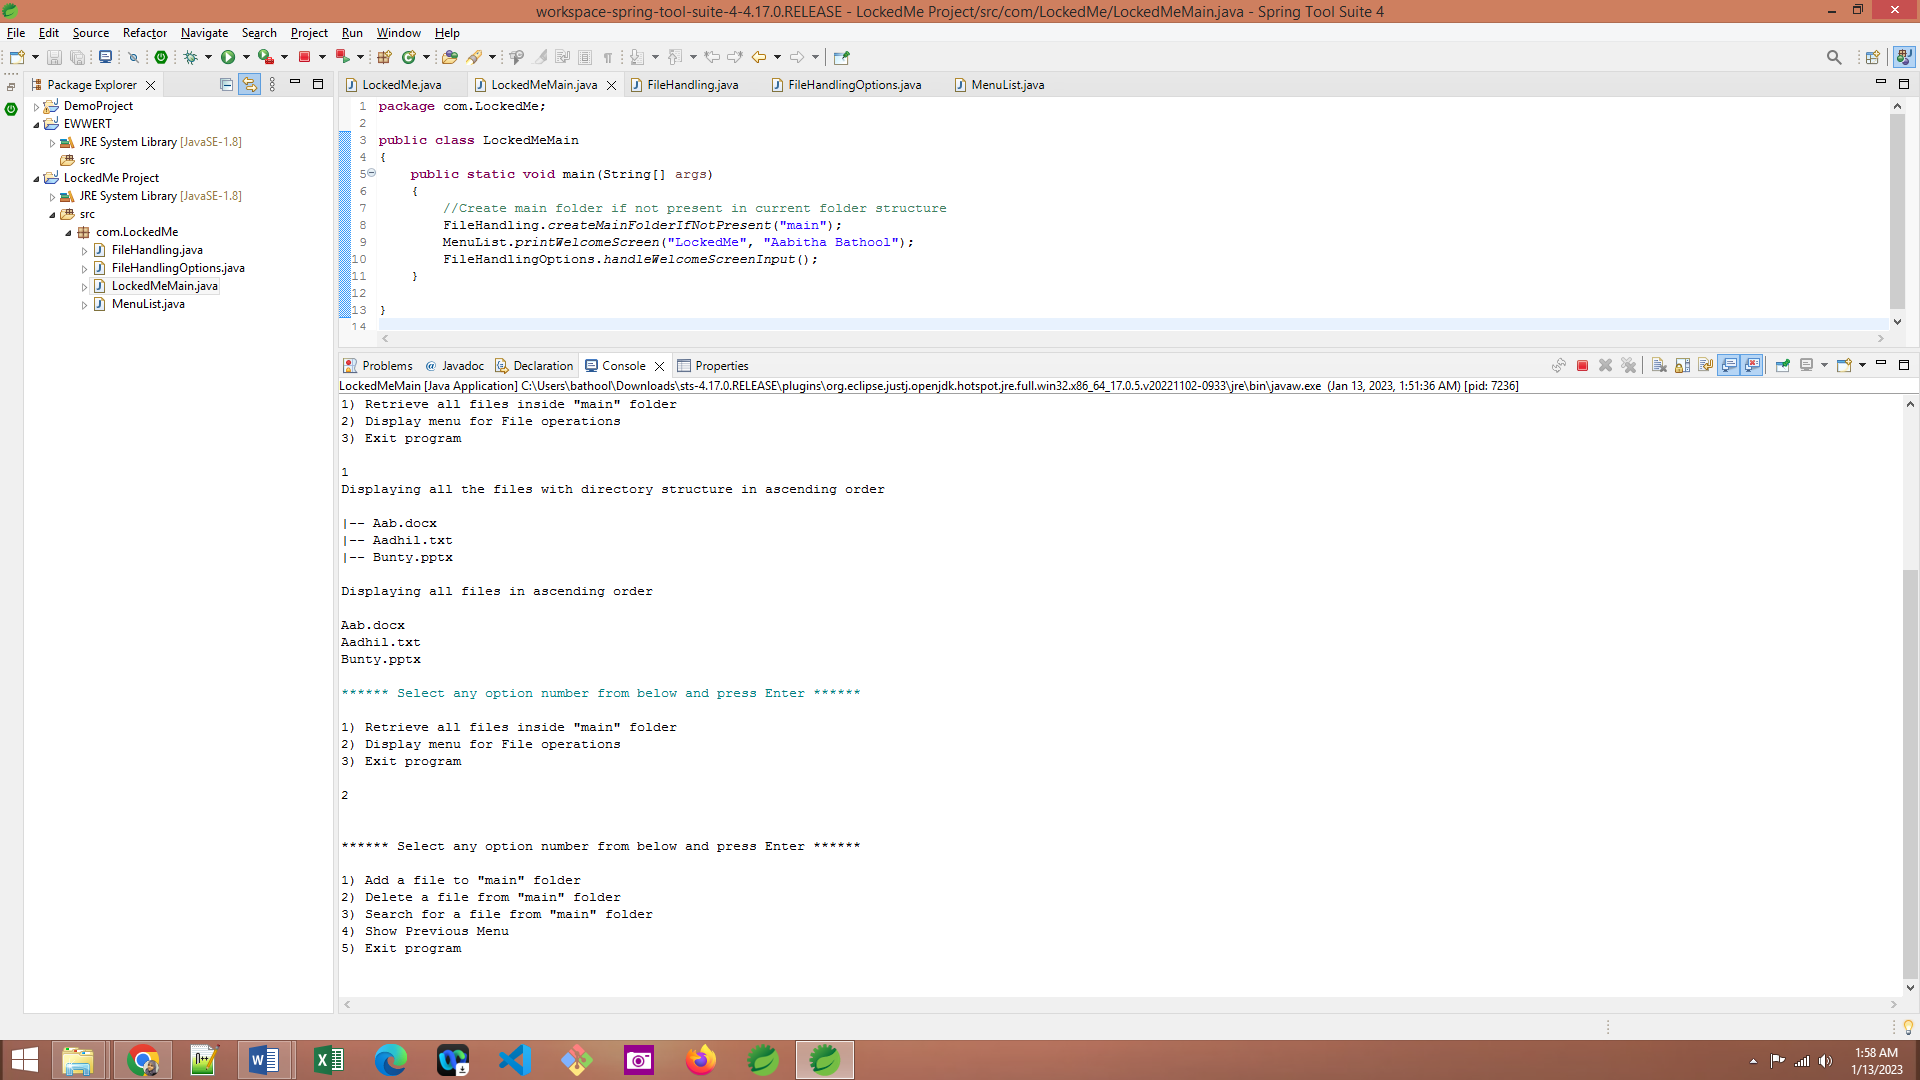 workspace-spring-tool-suite-4-4.17.0.RELEASE - LockedMe Project/src/com/LockedMe/LockedMeMain.java - Spring Tool Suite 4
File Edit Source Refactor Navigate Search Project Run Window Help
Package Explorer
DemoProject
EWWERT
JRE System Library [JavaSE-1.8]
src
LockedMe Project
JRE System Library [JavaSE-1.8]
src
com.LockedMe
FileHandling.java
FileHandlingOptions.java
LockedMeMain.java
MenuList.java
LockedMe.java LockedMeMain.java FileHandling.java FileHandlingOptions.java MenuList.java
1 package com.LockedMe;
2
3 public class LockedMeMain
4 {
5 public static void main(String[] args)
6 {
7 //Create main folder if not present in current folder structure
8 FileHandling.createMainFolderIfNotPresent("main");
9 MenuList.printWelcomeScreen("LockedMe", "Aabitha Bathool");
10 FileHandlingOptions.handleWelcomeScreenInput();
11 }
12
13 }
14
Problems Javadoc Declaration Console Properties
LockedMeMain [Java Application] C:\Users\bathool\Downloads\sts-4.17.0.RELEASE\plugins\org.eclipse.justj.openjdk.hotspot.jre.full.win32.x86_64_17.0.5.v20221102-0933\jre\bin\javaw.exe (Jan 13, 2023, 1:51:36 AM) [pid: 7236]
1) Retrieve all files inside "main" folder
2) Display menu for File operations
3) Exit program
1
Displaying all the files with directory structure in ascending order
|-- Aab.docx
|-- Aadhil.txt
|-- Bunty.pptx
Displaying all files in ascending order
Aab.docx
Aadhil.txt
Bunty.pptx
****** Select any option number from below and press Enter ******
1) Retrieve all files inside "main" folder
2) Display menu for File operations
3) Exit program
2
****** Select any option number from below and press Enter ******
1) Add a file to "main" folder
2) Delete a file from "main" folder
3) Search for a file from "main" folder
4) Show Previous Menu
5) Exit program
1:58 AM
1/13/2023